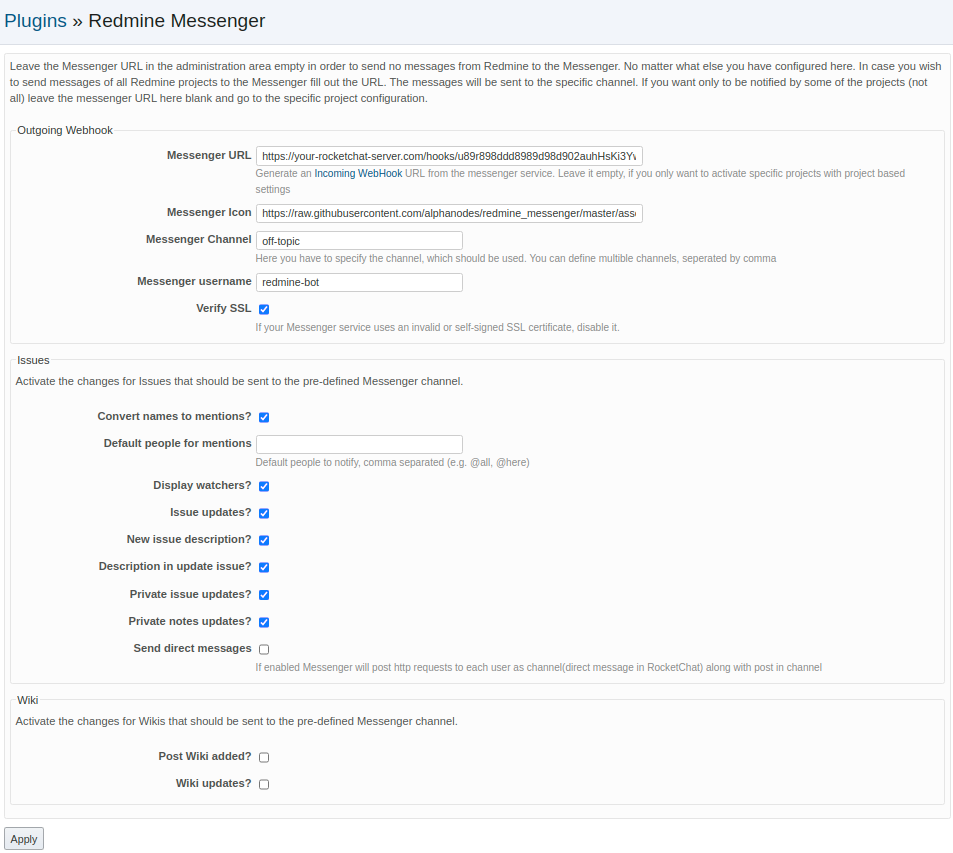 Plugins » Redmine Messenger
Leave the Messenger URL in the administration area empty in order to send no messages from Redmine to the Messenger. No matter what else you have configured here. In case you wish
to send messages of all Redmine projects to the Messenger fill out the URL. The messages will be sent to the specific channel. If you want only to be notified by some of the projects (not
all) leave the messenger URL here blank and go to the specific project configuration.
Outgoing Webhook
Messenger URL https://your-rocketchat-server.com/hooks/u89r898ddd8989d98d902auhHsKi3Yv
Generate an Incoming WebHook URL from the messenger service. Leave it empty, if you only want to activate specific projects with project based
settings
Messenger Icon https://raw.githubusercontent.com/alphanodes/redmine_messenger/master/ass
Messenger Channel off-topic
Here you have to specify the channel, which should be used. You can define multible channels, seperated by comma
Messenger username redmine-bot
Verify SSL
If your Messenger service uses an invalid or self-signed SSL certificate, disable it.
Issues
Activate the changes for Issues that should be sent to the pre-defined Messenger channel.
Convert names to mentions?
Default people for mentions
Default people to notify, comma separated (e.g. @all, @here)
Display watchers?
Issue updates?
New issue description?
Description in update issue?
Private issue updates?
Private notes updates?
Send direct messages
If enabled Messenger will post http requests to each user as channel(direct message in RocketChat) along with post in channel
Wiki
Activate the changes for Wikis that should be sent to the pre-defined Messenger channel.
Post Wiki added?
Wiki updates?
Apply